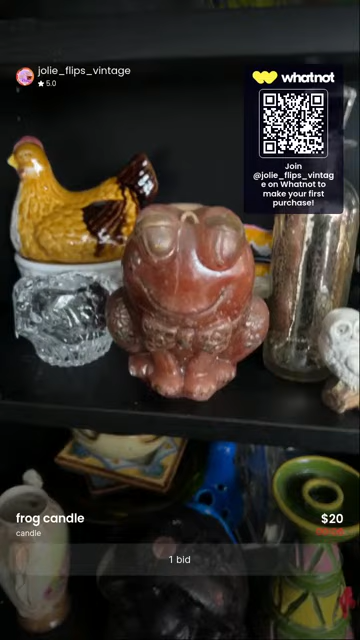 jolie_flips_vintage
★ 5.0
whatnot
Join
@jolie_flips_vintag
e on Whatnot to
make your first
purchase!
frog candle
$20
candle
1 bid